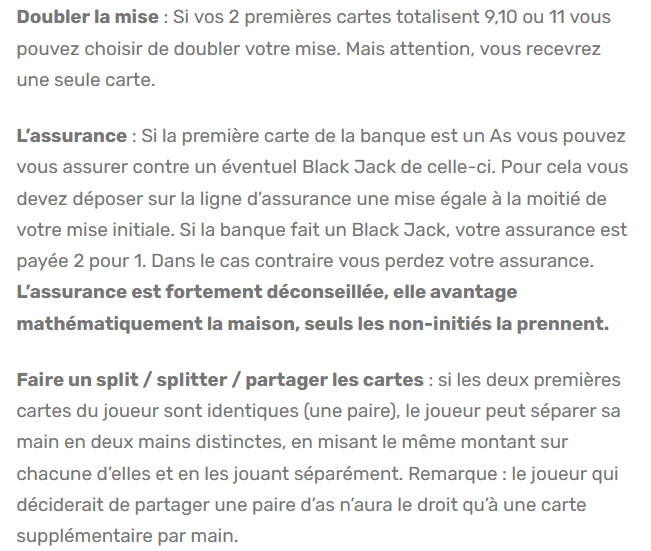 Doubler la mise : Si vos 2 premières cartes totalisent 9,10 ou 11 vous
pouvez choisir de doubler votre mise. Mais attention, vous recevrez
une seule carte.
L’assurance : Si la première carte de la banque est un As vous pouvez
vous assurer contre un éventuel Black Jack de celle-ci. Pour cela vous
devez déposer sur la ligne d’assurance une mise égale à la moitié de
votre mise initiale. Si la banque fait un Black Jack, votre assurance est
payée 2 pour 1. Dans le cas contraire vous perdez votre assurance.
L’assurance est fortement déconseillée, elle avantage
mathématiquement la maison, seuls les non-initiés la prennent.
Faire un split / splitter / partager les cartes : si les deux premières
cartes du joueur sont identiques (une paire), le joueur peut séparer sa
main en deux mains distinctes, en misant le même montant sur
chacune d’elles et en les jouant séparément. Remarque : le joueur qui
déciderait de partager une paire d’as n’aura le droit qu’à une carte
supplémentaire par main.